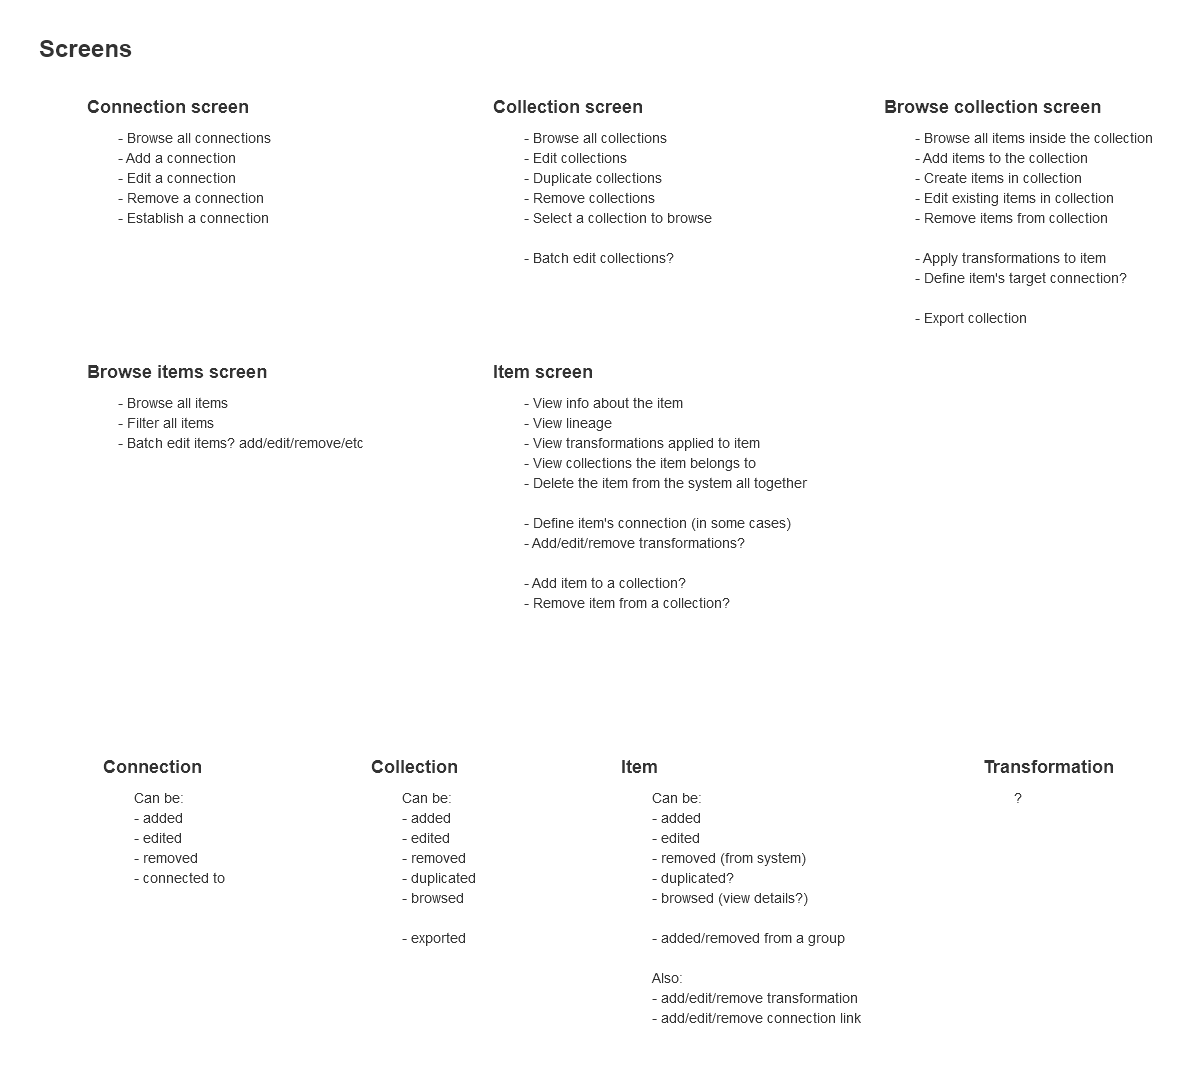 Screens
Connection screen
- Browse all connections
- Add a connection
- Edit a connection
- Remove a connection
- Establish a connection
Collection screen
- Browse all collections
- Edit collections
- Duplicate collections
- Remove collections
- Select a collection to browse
- Batch edit collections?
Browse collection screen
- Browse all items inside the collection
- Add items to the collection
- Create items in collection
- Edit existing items in collection
- Remove items from collection
- Apply transformations to item
- Define item's target connection?
- Export collection
Browse items screen
- Browse all items
- Filter all items
- Batch edit items? add/edit/remove/etc
Item screen
- View info about the item
- View lineage
- View transformations applied to item
- View collections the item belongs to
- Delete the item from the system all together
- Define item's connection (in some cases)
- Add/edit/remove transformations?
- Add item to a collection?
- Remove item from a collection?
Connection
Can be:
- added
- edited
- removed
- connected to
Collection
Can be:
- added
- edited
- removed
- duplicated
- browsed
- exported
Item
Can be:
- added
- edited
- removed (from system)
- duplicated?
- browsed (view details?)
- added/removed from a group
Also:
- add/edit/remove transformation
- add/edit/remove connection link
Transformation
?